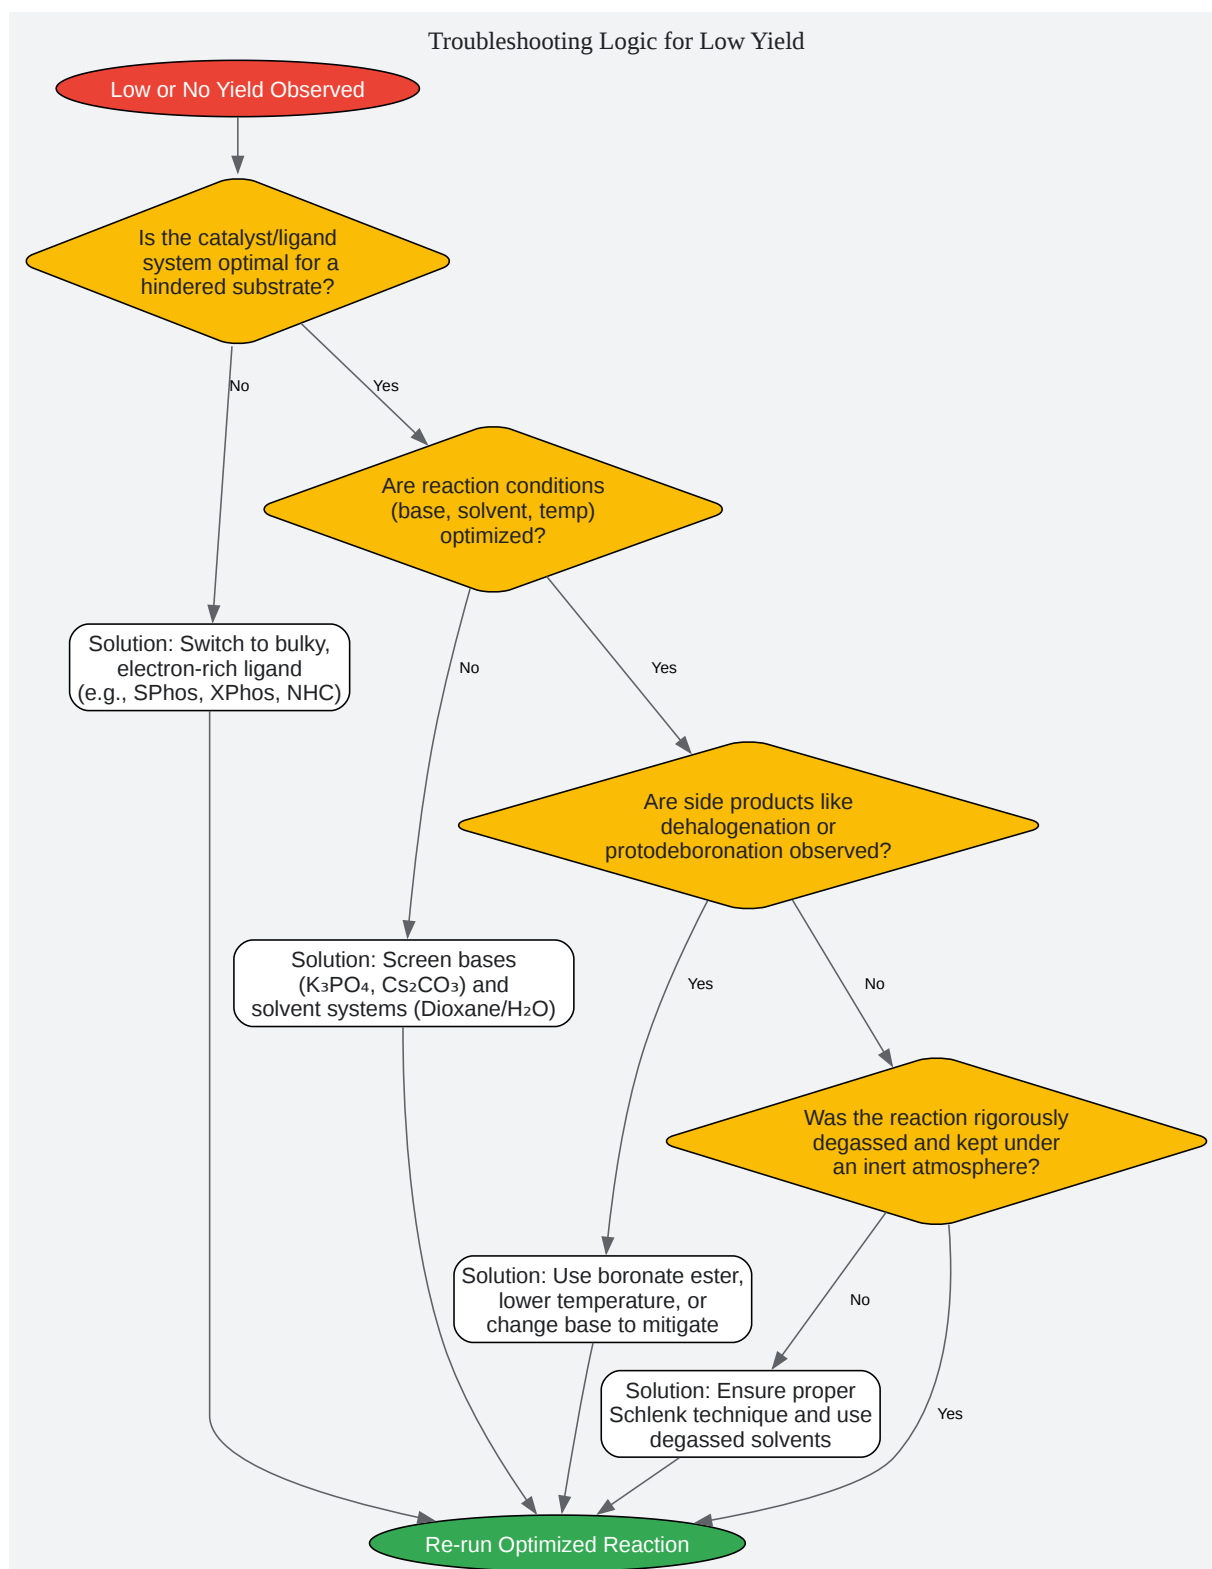 Troubleshooting Logic for Low Yield
Low or No Yield Observed
Is the catalyst/ligand
system optimal for a
hindered substrate?
No
Yes
Are reaction conditions
(base, solvent, temp)
optimized?
Solution: Switch to bulky,
electron-rich ligand
(e.g., SPhos, XPhos, NHC)
No
Yes
Are side products like
dehalogenation or
protodeboronation observed?
Solution: Screen bases
(K₃PO₄, Cs₂CO₃) and
solvent systems (Dioxane/H₂O)
Yes
No
Was the reaction rigorously
degassed and kept under
an inert atmosphere?
Solution: Use boronate ester,
lower temperature, or
change base to mitigate
No
Solution: Ensure proper
Schlenk technique and use
degassed solvents
Yes
Re-run Optimized Reaction